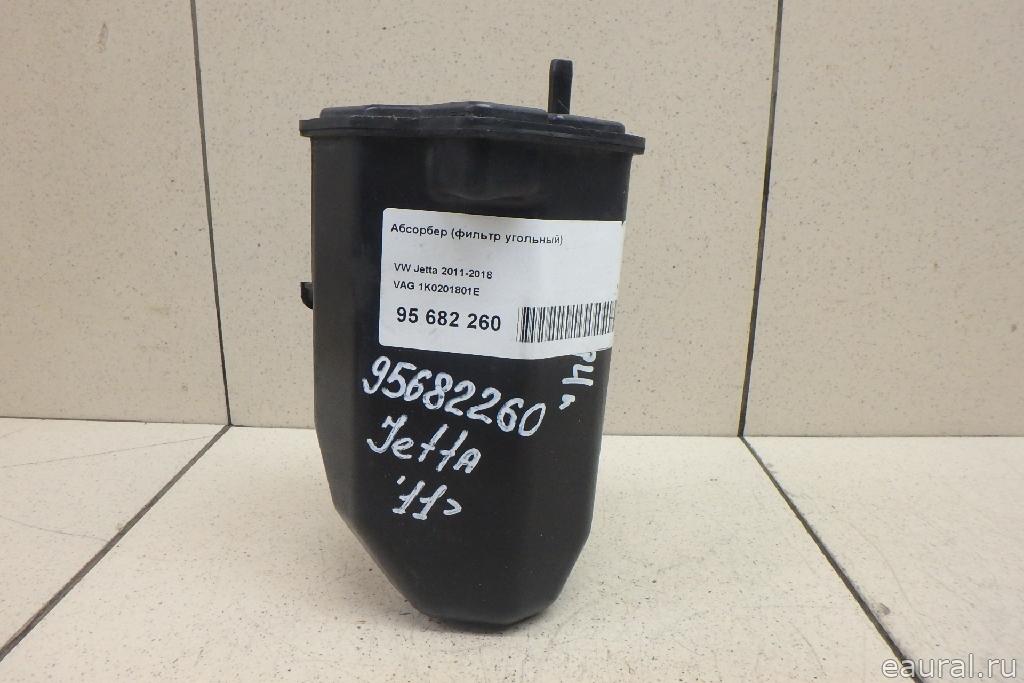 Абсорбер (фильтр угольный)
VW Jetta 2011-2018
VAG 1K0201801E
95 682 260
95682260
Jetta
'11>
eaural.ru